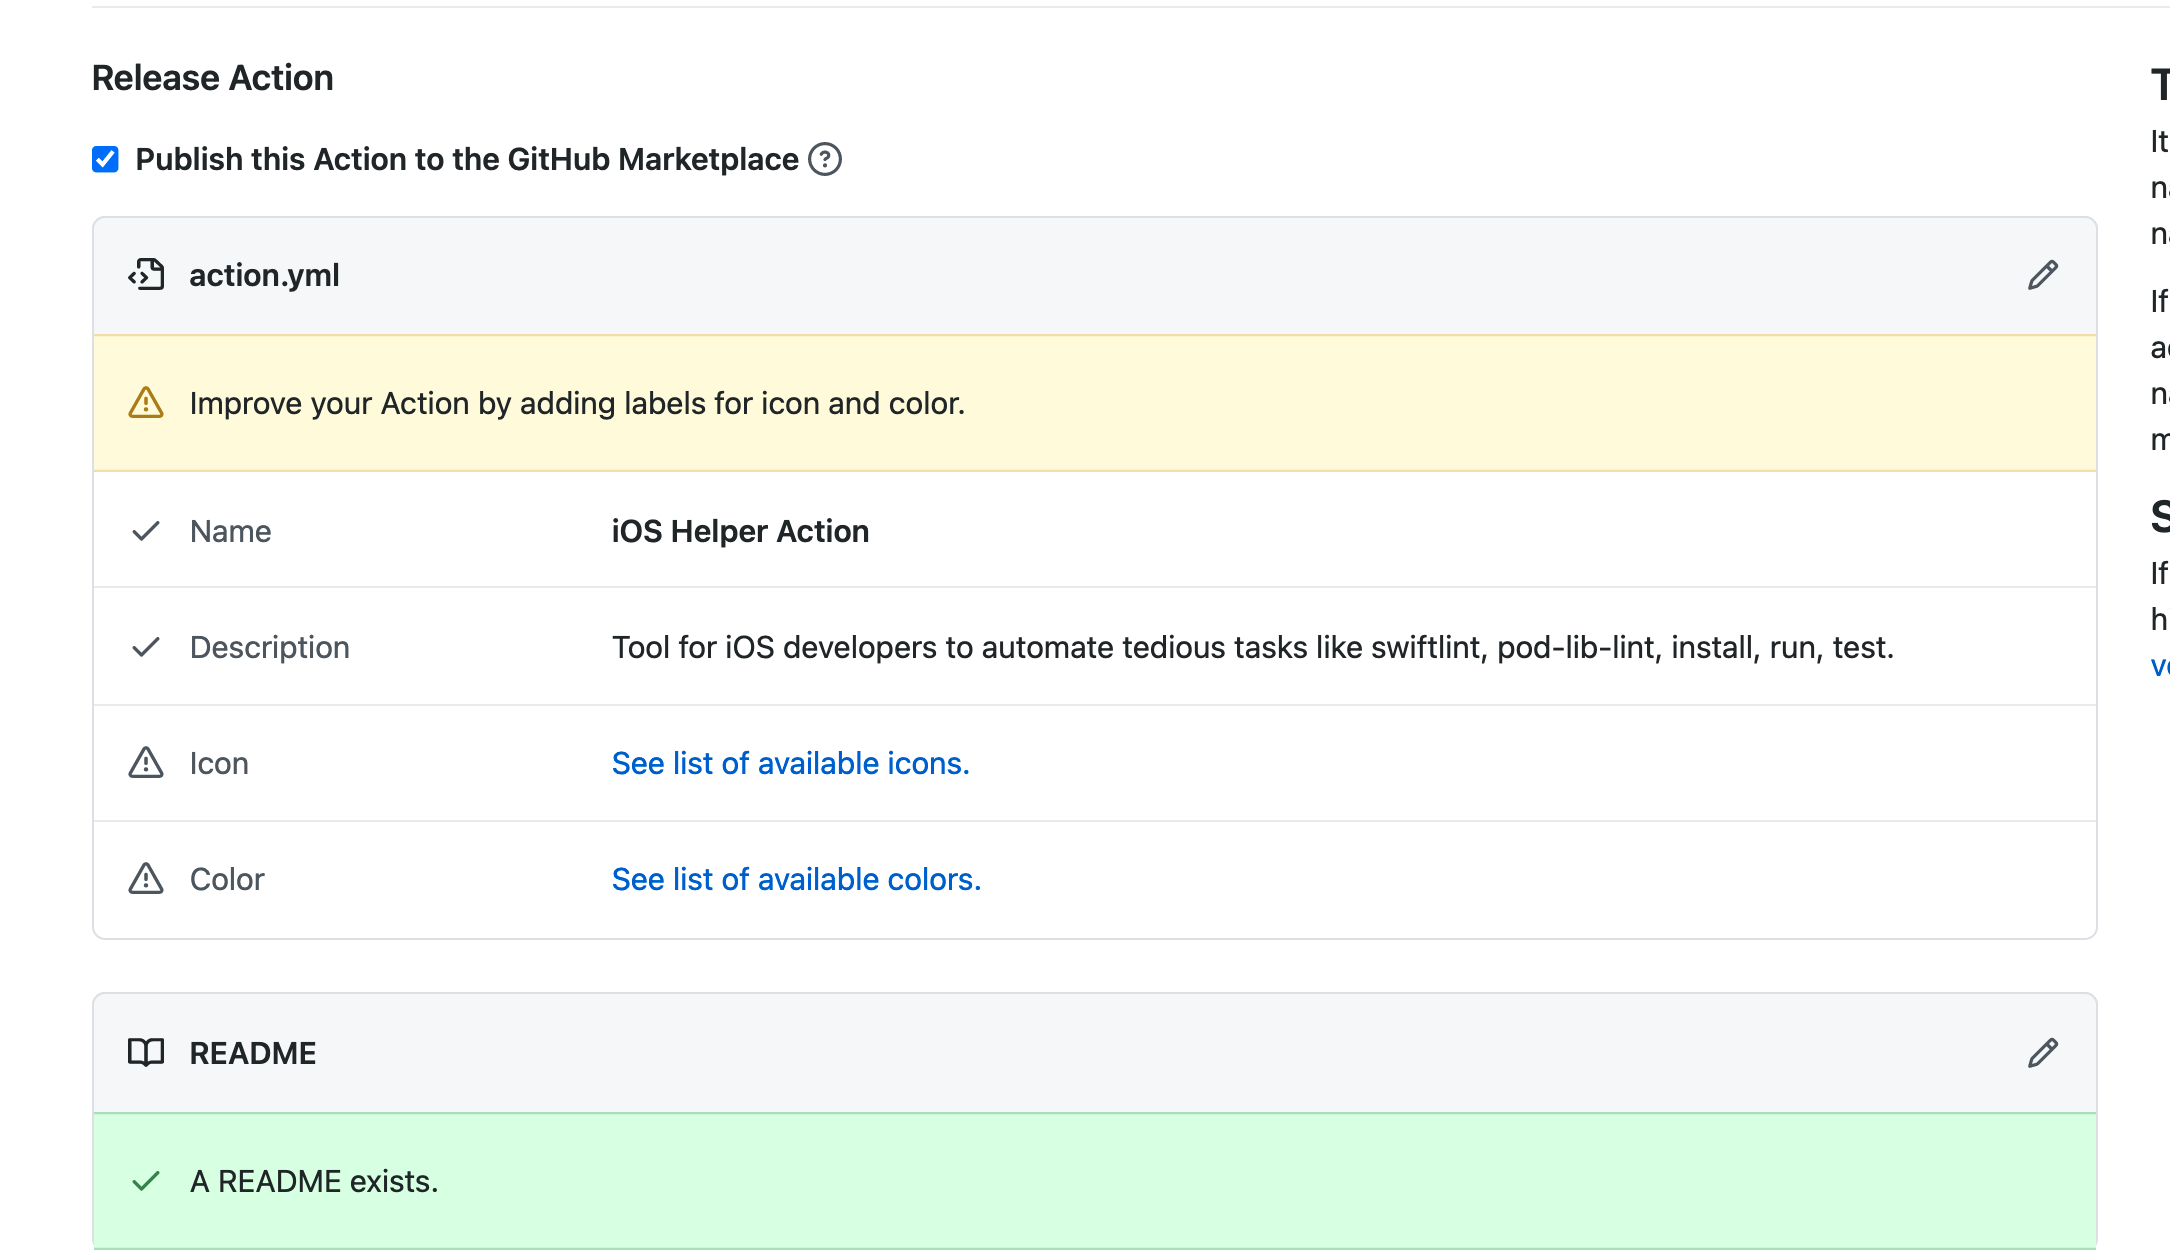 Release Action
Publish this Action to the GitHub Marketplace
action.yml
Improve your Action by adding labels for icon and color.
Name iOS Helper Action
Description Tool for iOS developers to automate tedious tasks like swiftlint, pod-lib-lint, install, run, test.
Icon See list of available icons.
Color See list of available colors.
README
A README exists.
It
If
If